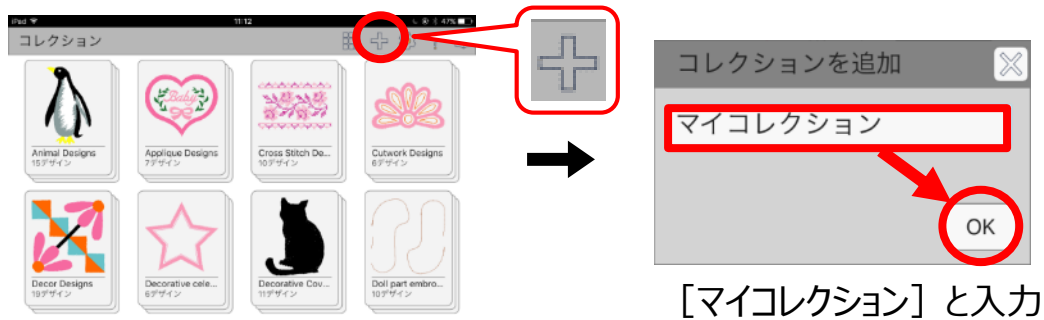 iPad
11:12
47%
コレクション
Baby
Animal Designs
15デザイン
Applique Designs
7デザイン
Cross Stitch De...
10デザイン
Cutwork Designs
6デザイン
Decor Designs
19デザイン
Decorative cele...
6デザイン
Decorative Cov...
11デザイン
Doll part embro...
10デザイン
コレクションを追加
マイコレクション
OK
［マイコレクション］と入力